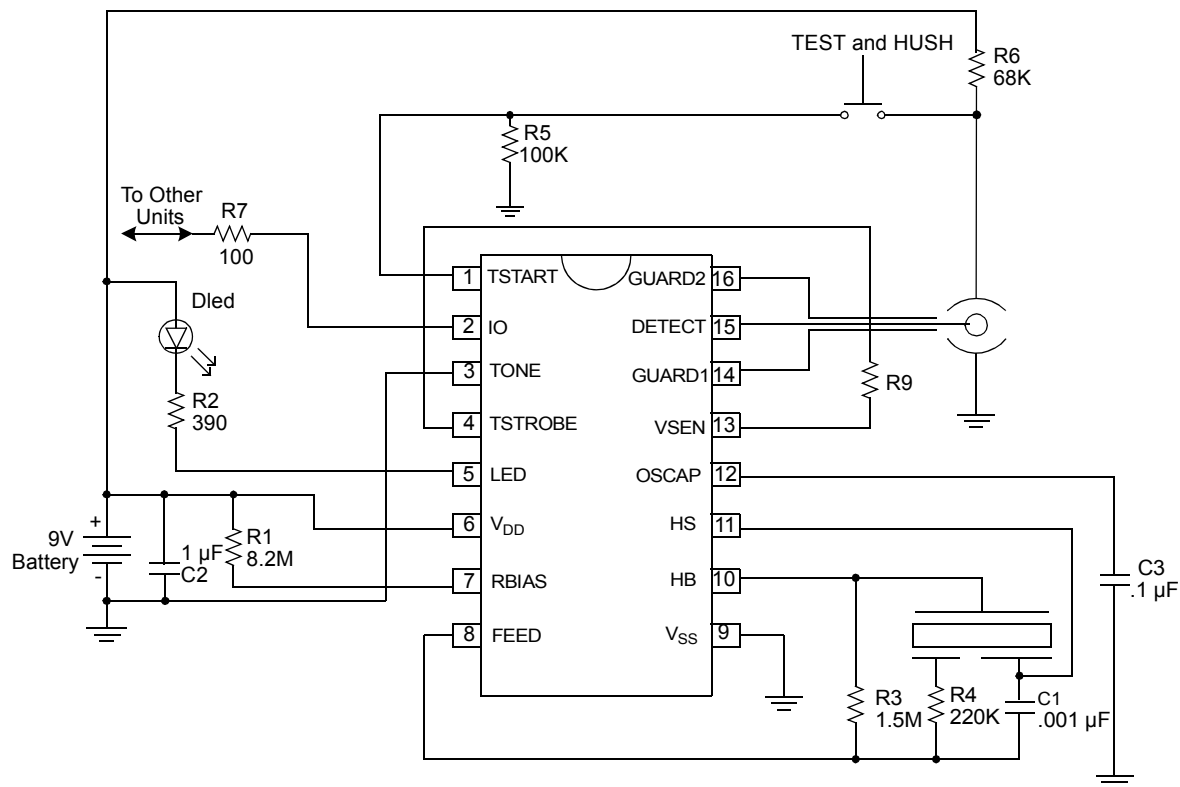 TEST and HUSH
R6
68K
R5
100K
To Other
Units
R7
100
Dled
R2
390
9V
Battery
+
-
1 µF
C2
R1
8.2M
1 TSTART
2 IO
3 TONE
4 TSTROBE
5 LED
6 VDD
7 RBIAS
8 FEED
GUARD2 16
DETECT 15
GUARD1 14
VSEN 13
OSCAP 12
HS 11
HB 10
VSS 9
R9
R3
1.5M
R4
220K
C1
.001 µF
C3
.1 µF